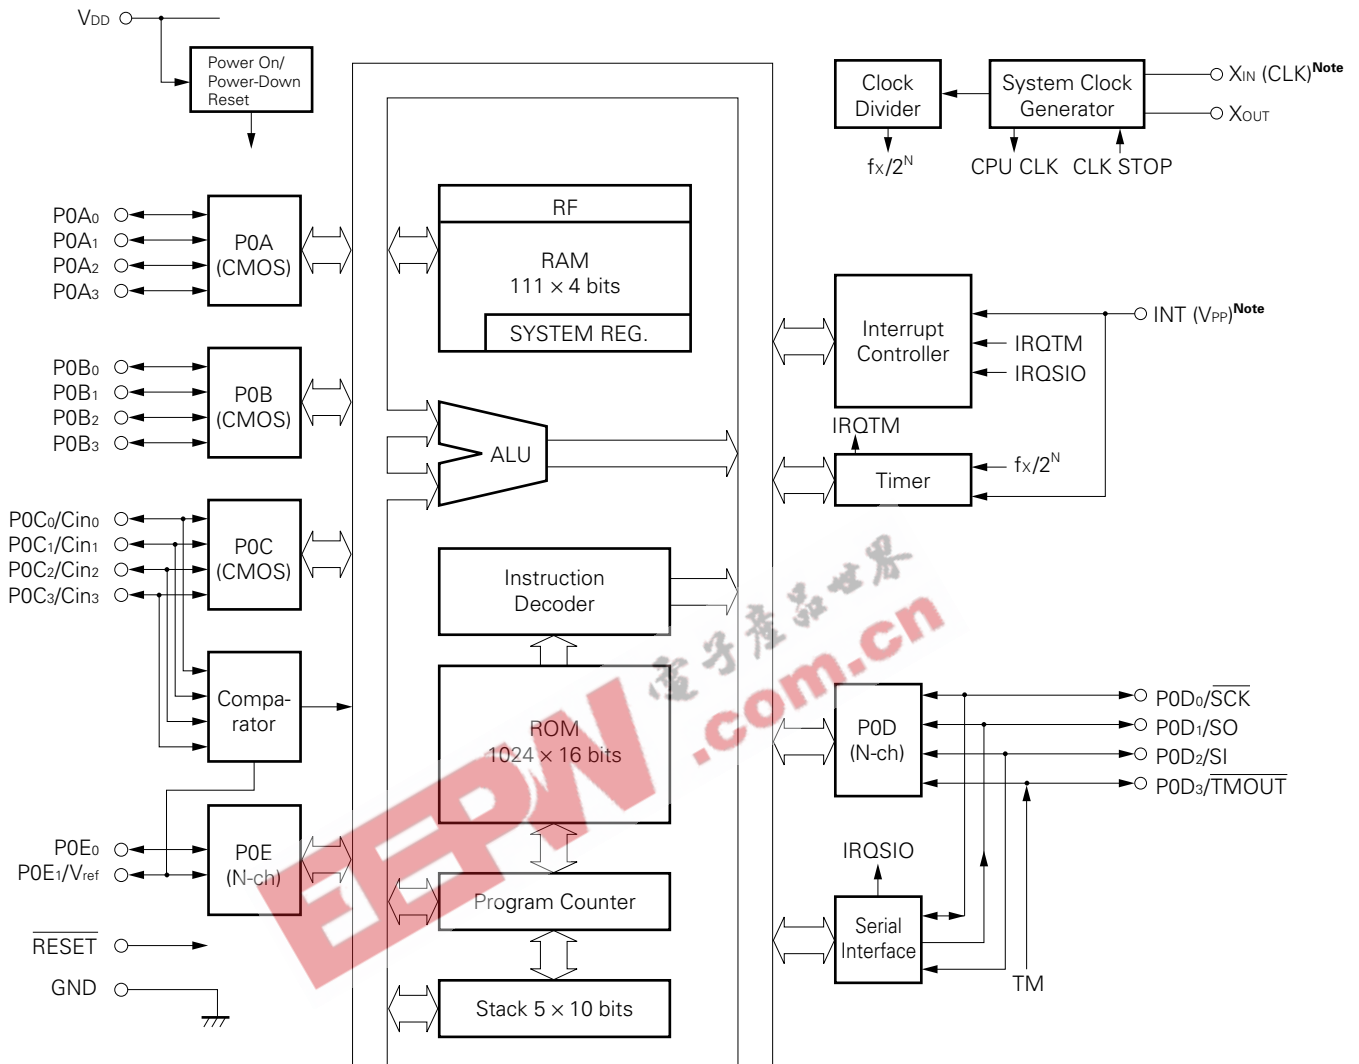 VDD
Power On/
Power-Down
Reset
Clock
Divider
System Clock
Generator
XIN (CLK)Note
XOUT
fX/2N
CPU CLK
CLK STOP
P0A0
P0A1
P0A2
P0A3
P0A
(CMOS)
RF
RAM
111 × 4 bits
SYSTEM REG.
Interrupt
Controller
INT (VPP)Note
IRQTM
IRQSIO
P0B0
P0B1
P0B2
P0B3
P0B
(CMOS)
ALU
IRQTM
Timer
fX/2N
P0C0/Cin0
P0C1/Cin1
P0C2/Cin2
P0C3/Cin3
P0C
(CMOS)
Instruction
Decoder
電子產品世界
.com.cn
EEPW
Compa-
rator
ROM
1024 × 16 bits
P0D
(N-ch)
P0D0/SCK
P0D1/SO
P0D2/SI
P0D3/TMOUT
P0E0
P0E1/Vref
P0E
(N-ch)
Program Counter
IRQSIO
Serial
Interface
TM
RESET
GND
Stack 5 × 10 bits